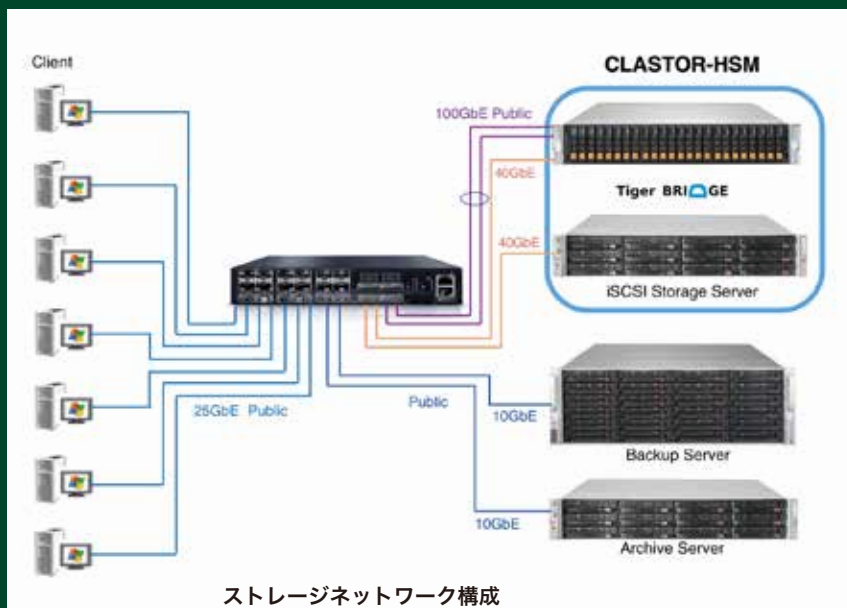 Client
CLASTOR-HSM
100GbE Public
40GbE
Tiger BRIDGE
40GbE
iSCSI Storage Server
25GbE Public
Public
10GbE
Backup Server
10GbE
Archive Server
ストレージネットワーク構成